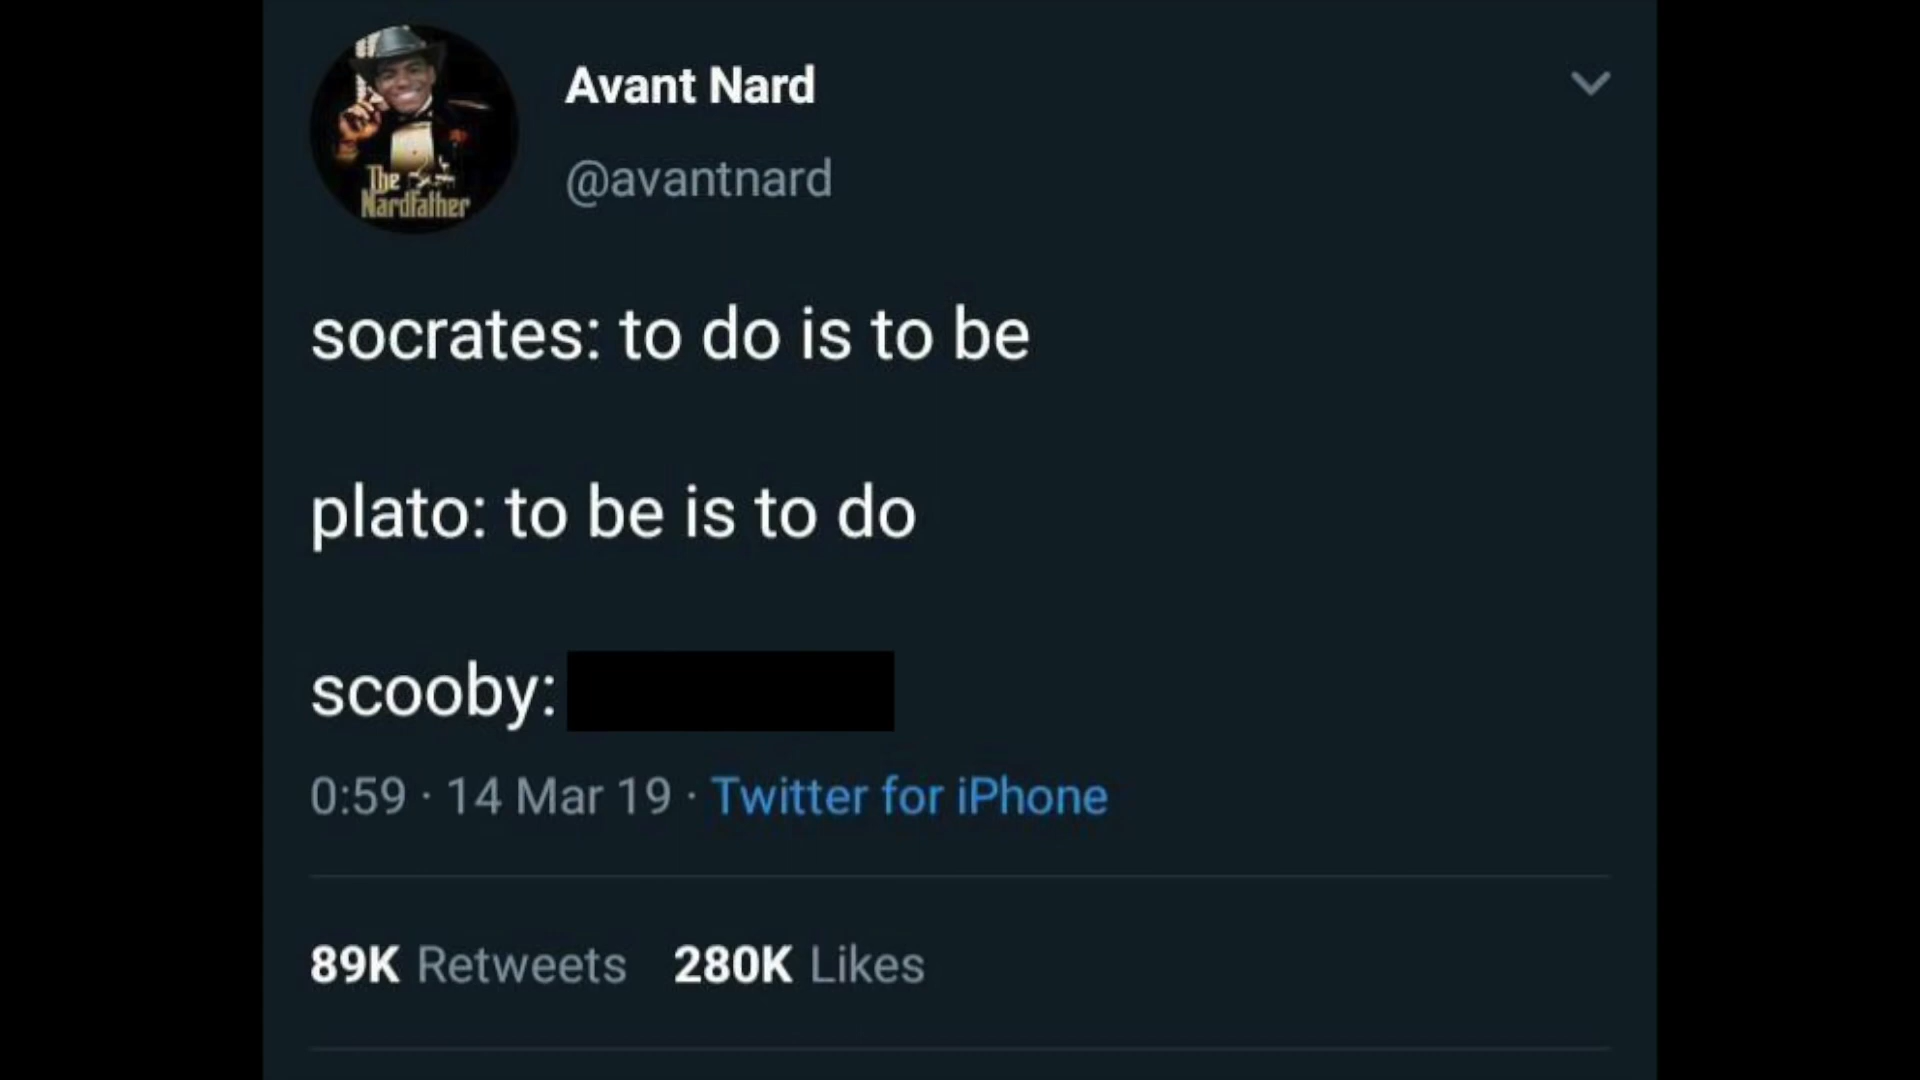 The
Nardfather
Avant Nard
@avantnard
socrates: to do is to be
plato: to be is to do
scooby:
0:59 · 14 Mar 19 · Twitter for iPhone
89K Retweets 280K Likes